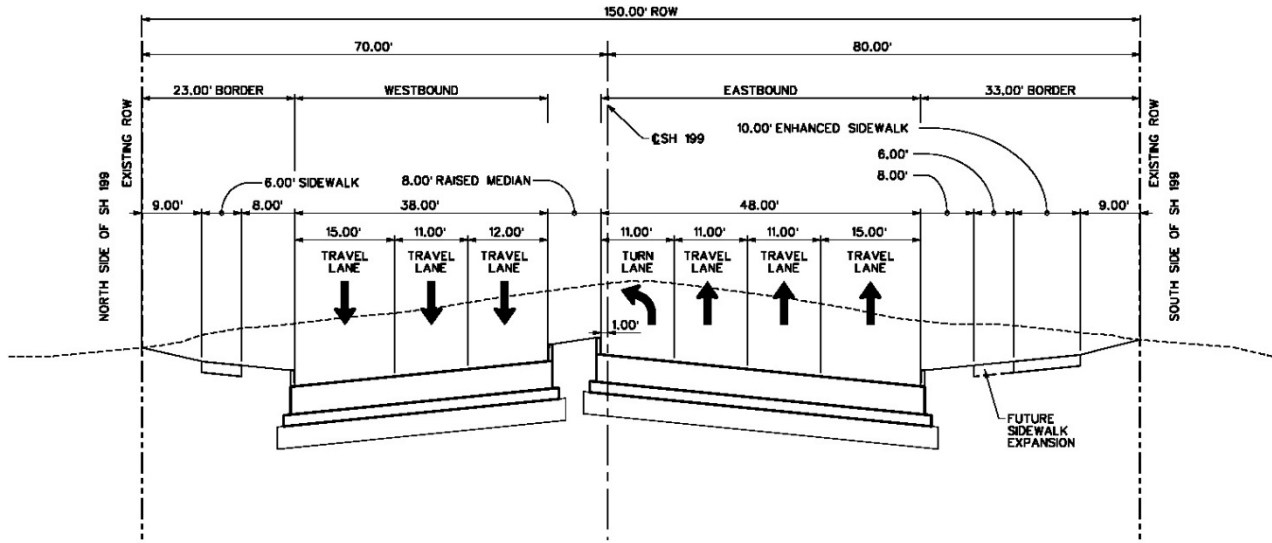 150.00' ROW
70.00'
80.00'
23.00' BORDER
WESTBOUND
EASTBOUND
33.00' BORDER
EXISTING ROW
NORTH SIDE OF SH 199
℄SH 199
10.00' ENHANCED SIDEWALK
6.00'
8.00'
EXISTING ROW
SOUTH SIDE OF SH 199
6.00' SIDEWALK
8.00' RAISED MEDIAN
9.00'
8.00'
38.00'
48.00'
9.00'
15.00'
11.00'
12.00'
11.00'
11.00'
11.00'
15.00'
TRAVEL
LANE
TRAVEL
LANE
TRAVEL
LANE
TURN
LANE
TRAVEL
LANE
TRAVEL
LANE
TRAVEL
LANE
1.00'
FUTURE
SIDEWALK
EXPANSION